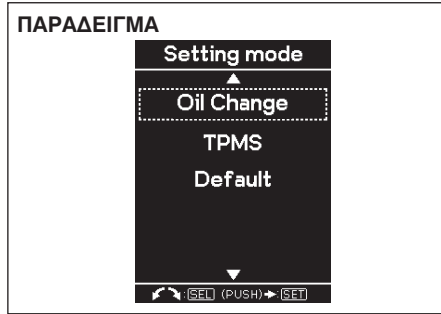 ΠΑΡΑΔΕΙΓΜΑ
Setting mode
Oil Change
TPMS
Default
:SEL (PUSH)➔:SET